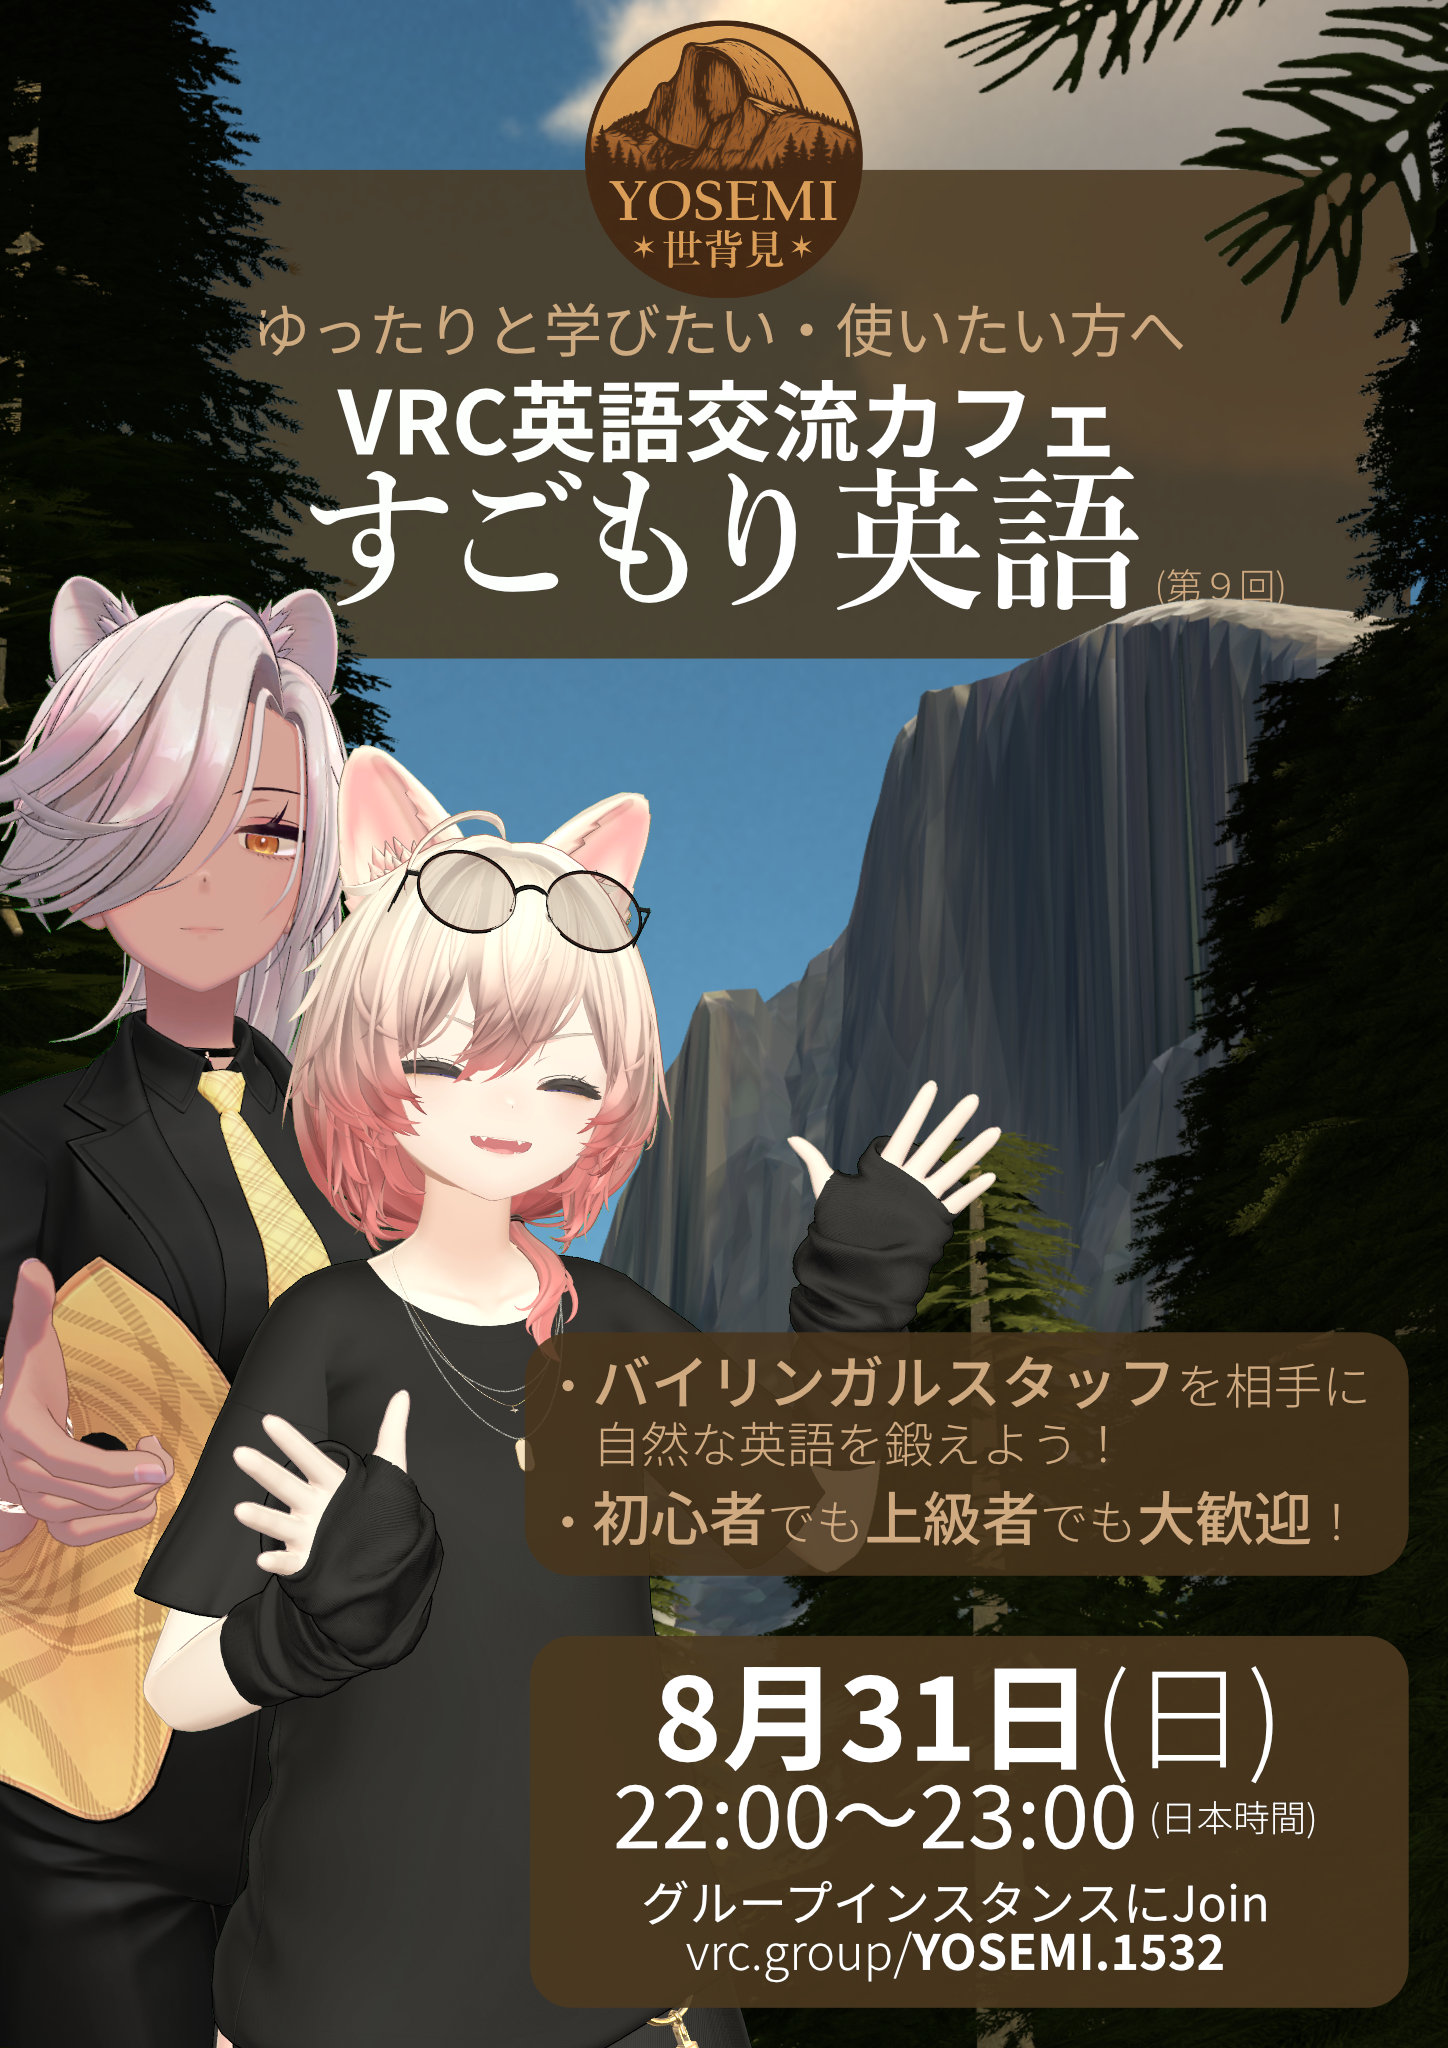 YOSEMI
✶世背見✶
ゆったりと学びたい・使いたい方へ
VRC英語交流カフェ
すごもり英語
(第９回)
・バイリンガルスタッフを相手に
自然な英語を鍛えよう！
・初心者でも上級者でも大歓迎！
8月31日(日)
22:00～23:00 (日本時間)
グループインスタンスにJoin
vrc.group/YOSEMI.1532